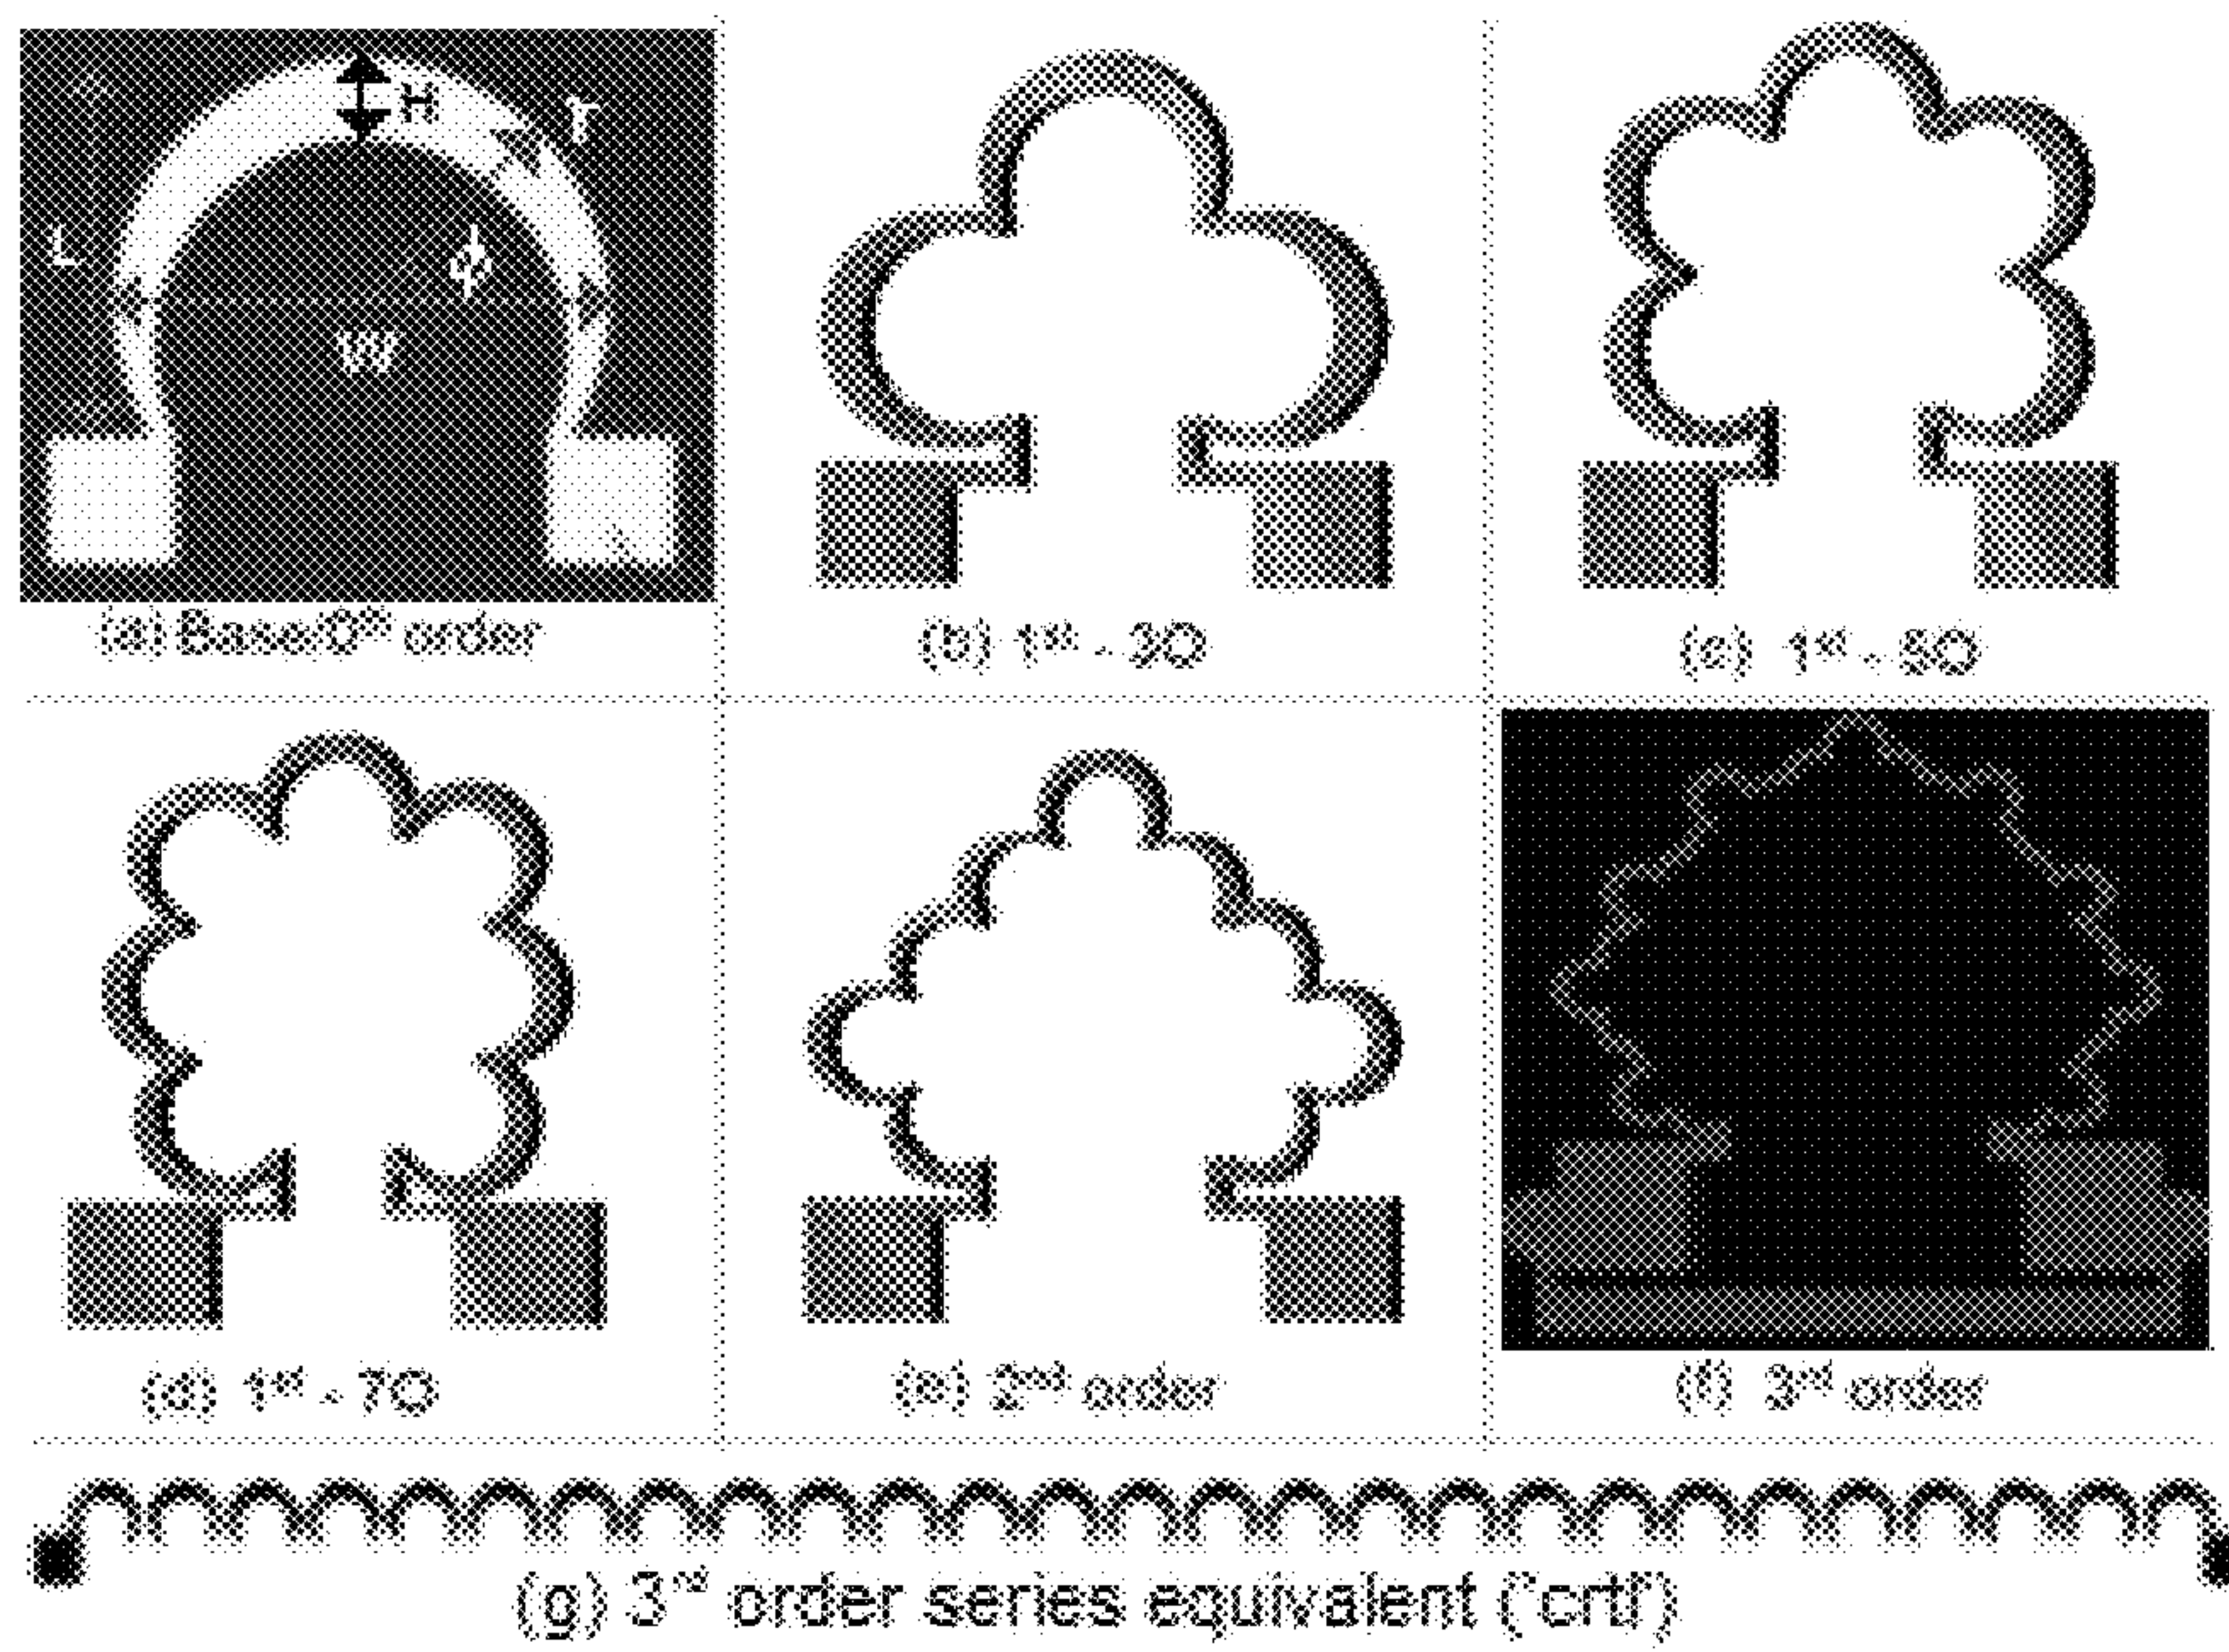 H
T
L
ϕ
W
(a) Base/0th order
(b) 1st - 3O
(c) 1st - 5O
(d) 1st - 7O
(e) 2nd order
(f) 3rd order
(g) 3rd order series equivalent ('crtl')